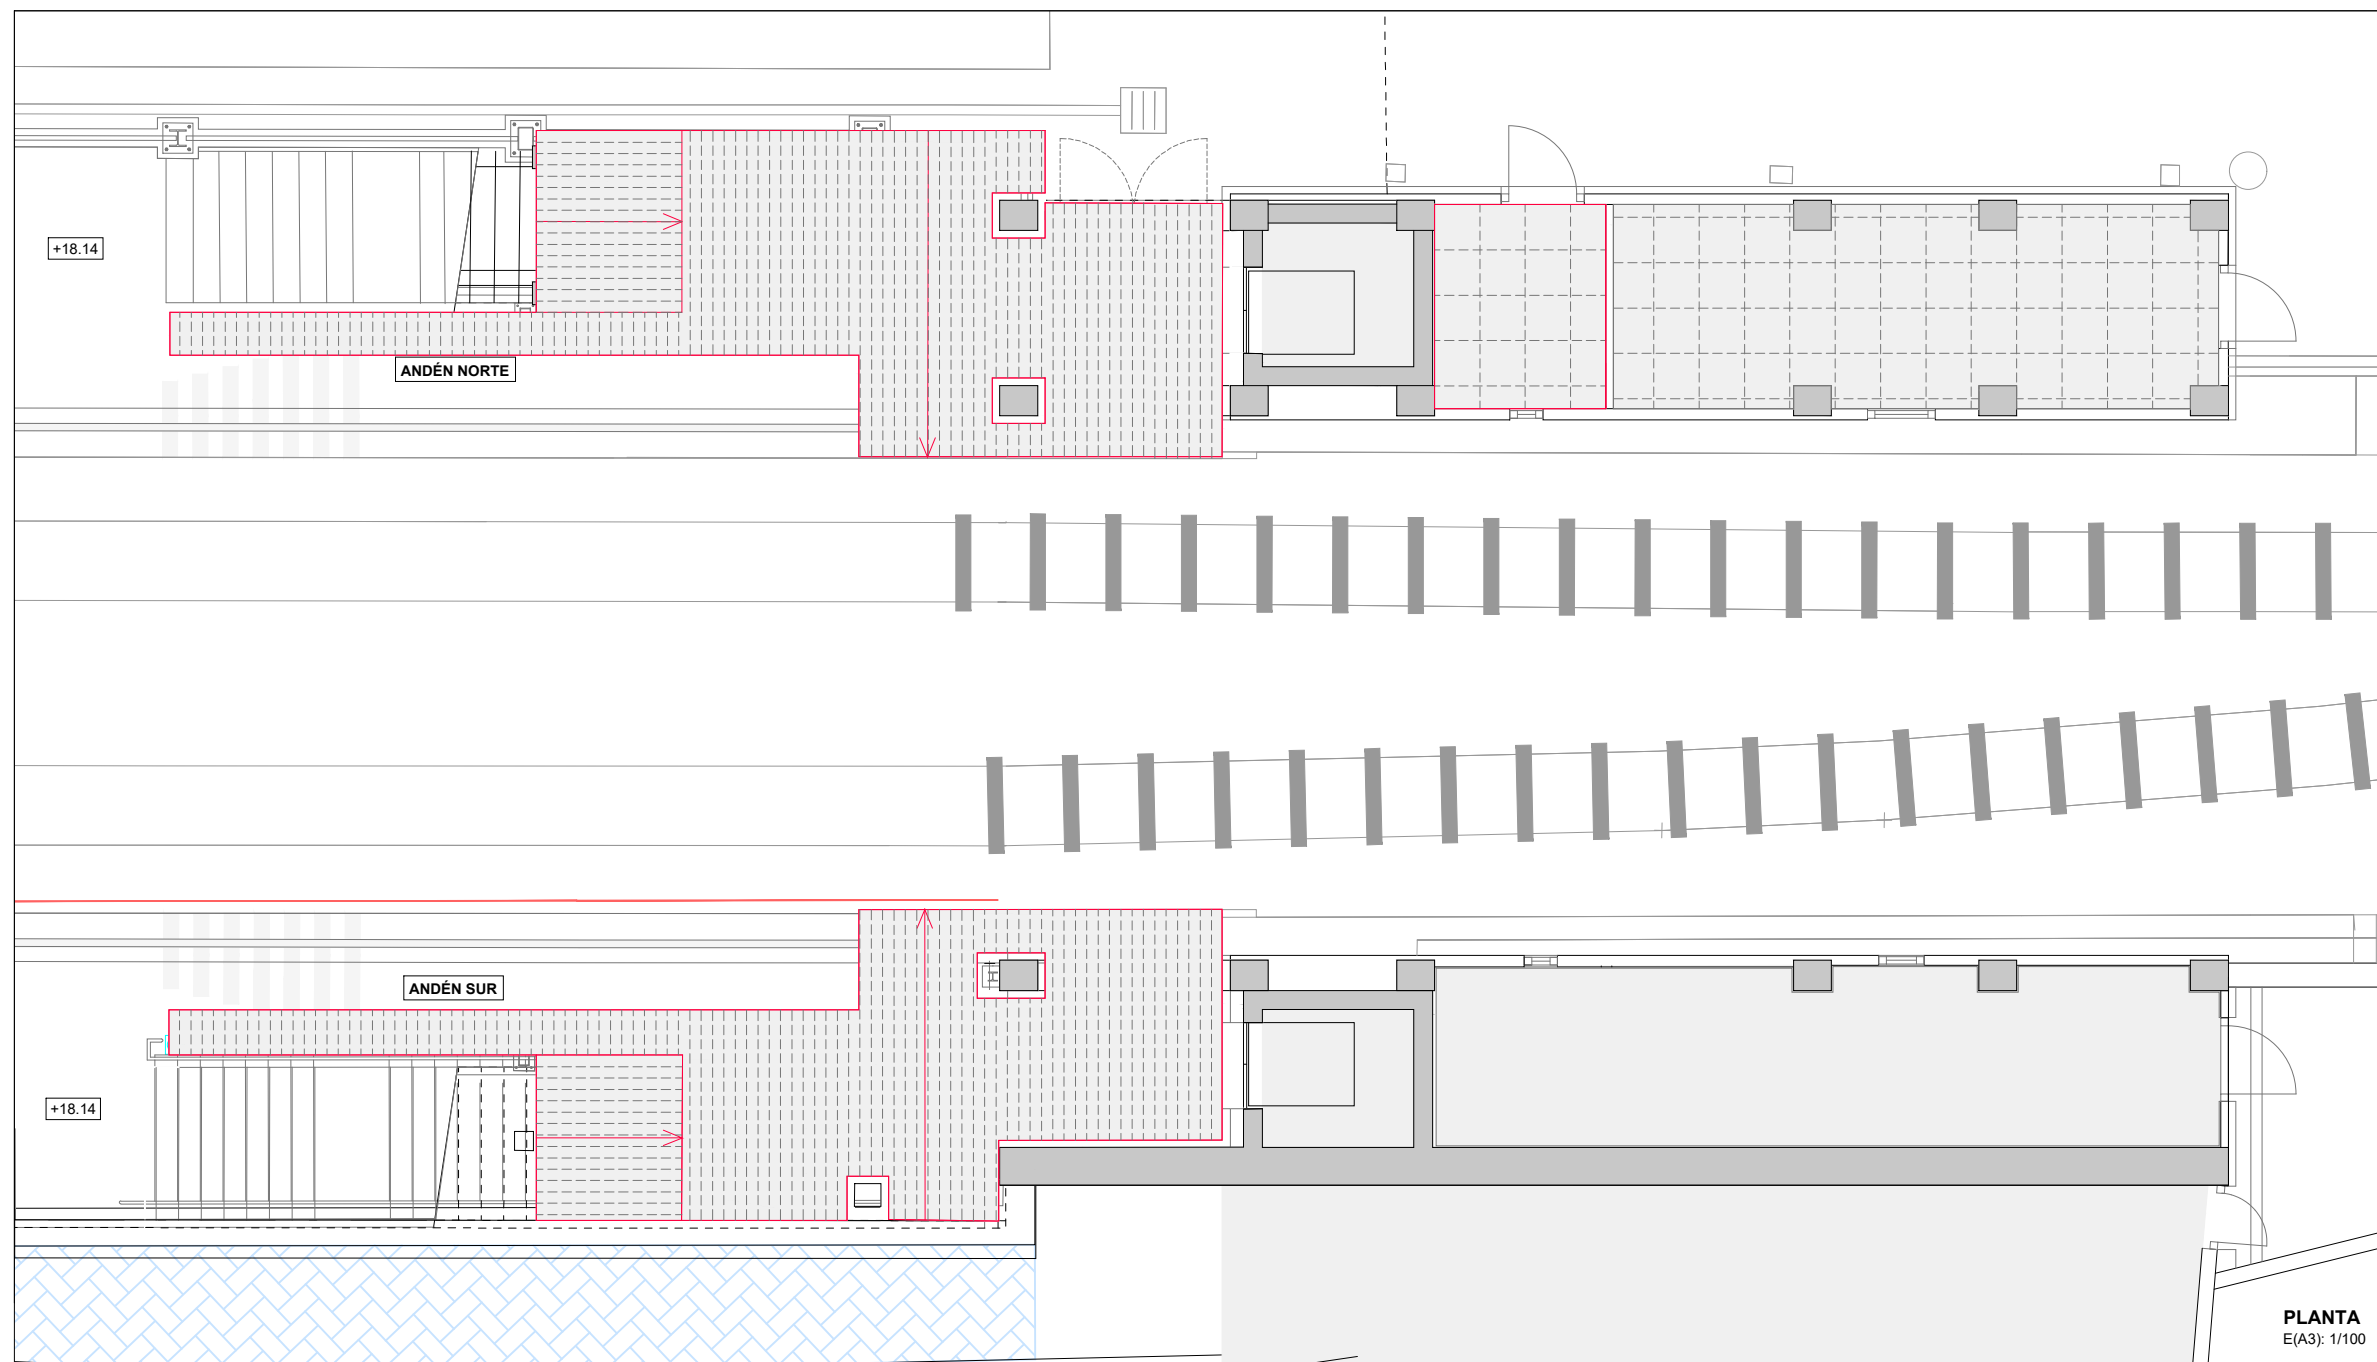 +18.14
ANDÉN NORTE
ANDÉN SUR
+18.14
PLANTA
E(A3): 1/100